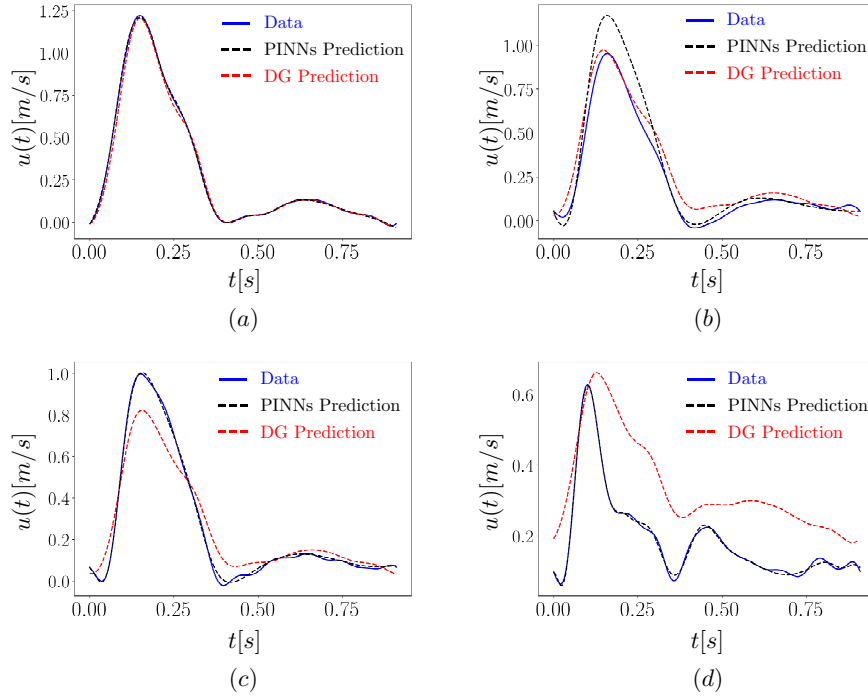 1.25
1.00
0.75
0.50
0.25
0.00
u(t)[m/s]
Data
PINNs Prediction
DG Prediction
0.00 0.25 0.50 0.75
t[s]
(a)
1.00
0.75
0.50
0.25
0.00
u(t)[m/s]
Data
PINNs Prediction
DG Prediction
0.00 0.25 0.50 0.75
t[s]
(b)
1.0
0.8
0.6
0.4
0.2
0.0
u(t)[m/s]
Data
PINNs Prediction
DG Prediction
0.00 0.25 0.50 0.75
t[s]
(c)
0.6
0.4
0.2
u(t)[m/s]
Data
PINNs Prediction
DG Prediction
0.00 0.25 0.50 0.75
t[s]
(d)